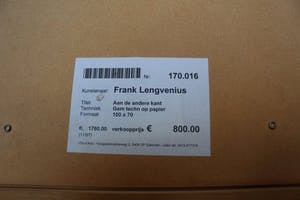 Nr: 170.016
Kunstenaar: Frank Lengvenius
Titel Aan de andere kant
Techniek Gem techn op papier
Formaat 100 x 70
fl. 1760.00 verkoopprijs € 800.00
(1197)